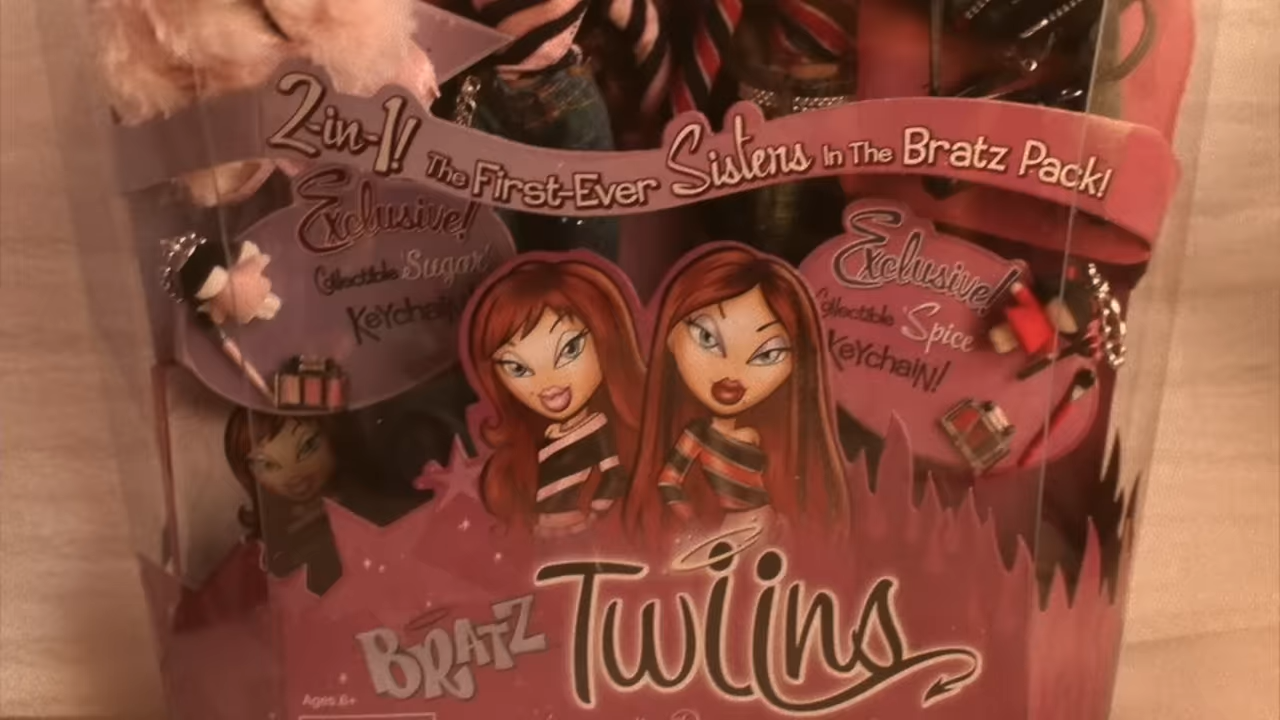 2-in-1! The First-Ever Sisters In The Bratz Pack!
Exclusive!
Collectible Sugar
Keychain!
Exclusive!
Collectible Spice
Keychain!
BRATZ Twiins
Ages 6+